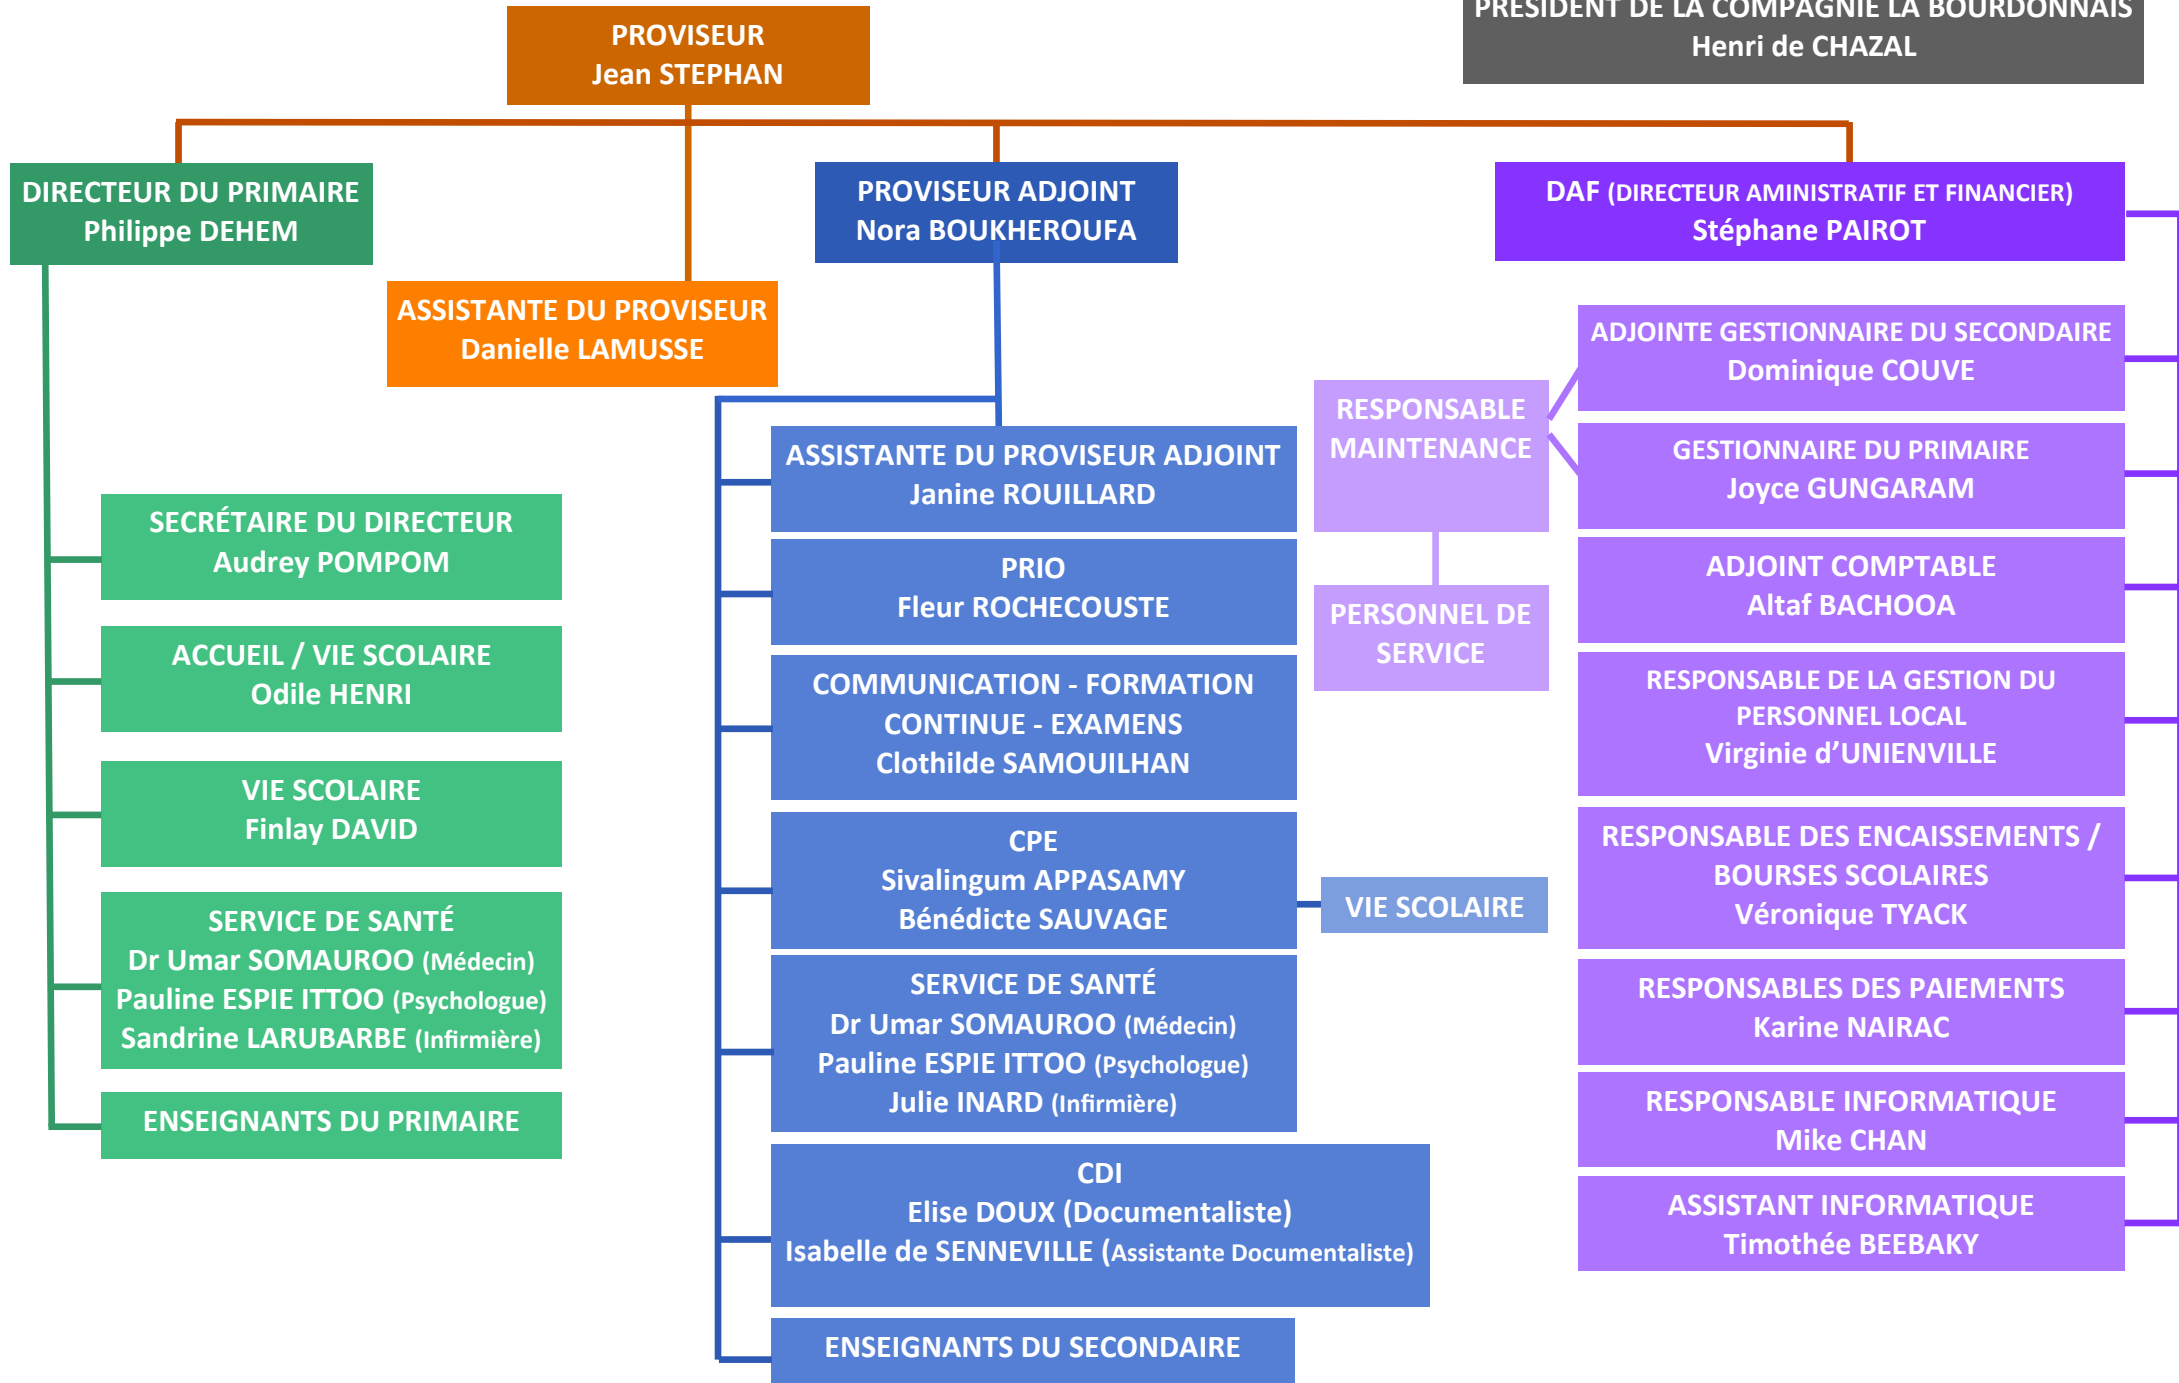 PROVISEUR
Jean STEPHAN
PRÉSIDENT DE LA COMPAGNIE LA BOURDONNAIS
Henri de CHAZAL
DIRECTEUR DU PRIMAIRE
Philippe DEHEM
PROVISEUR ADJOINT
Nora BOUKHEROUFA
DAF (DIRECTEUR AMINISTRATIF ET FINANCIER)
Stéphane PAIROT
ASSISTANTE DU PROVISEUR
Danielle LAMUSSE
SECRÉTAIRE DU DIRECTEUR
Audrey POMPOM
ACCUEIL / VIE SCOLAIRE
Odile HENRI
VIE SCOLAIRE
Finlay DAVID
SERVICE DE SANTÉ
Dr Umar SOMAUROO (Médecin)
Pauline ESPIE ITTOO (Psychologue)
Sandrine LARUBARBE (Infirmière)
ENSEIGNANTS DU PRIMAIRE
ASSISTANTE DU PROVISEUR ADJOINT
Janine ROUILLARD
PRIO
Fleur ROCHECOUSTE
COMMUNICATION - FORMATION
CONTINUE - EXAMENS
Clothilde SAMOUILHAN
CPE
Sivalingum APPASAMY
Bénédicte SAUVAGE
VIE SCOLAIRE
SERVICE DE SANTÉ
Dr Umar SOMAUROO (Médecin)
Pauline ESPIE ITTOO (Psychologue)
Julie INARD (Infirmière)
CDI
Elise DOUX (Documentaliste)
Isabelle de SENNEVILLE (Assistante Documentaliste)
ENSEIGNANTS DU SECONDAIRE
RESPONSABLE
MAINTENANCE
PERSONNEL DE
SERVICE
ADJOINTE GESTIONNAIRE DU SECONDAIRE
Dominique COUVE
GESTIONNAIRE DU PRIMAIRE
Joyce GUNGARAM
ADJOINT COMPTABLE
Altaf BACHOOA
RESPONSABLE DE LA GESTION DU
PERSONNEL LOCAL
Virginie d’UNIENVILLE
RESPONSABLE DES ENCAISSEMENTS /
BOURSES SCOLAIRES
Véronique TYACK
RESPONSABLES DES PAIEMENTS
Karine NAIRAC
RESPONSABLE INFORMATIQUE
Mike CHAN
ASSISTANT INFORMATIQUE
Timothée BEEBAKY